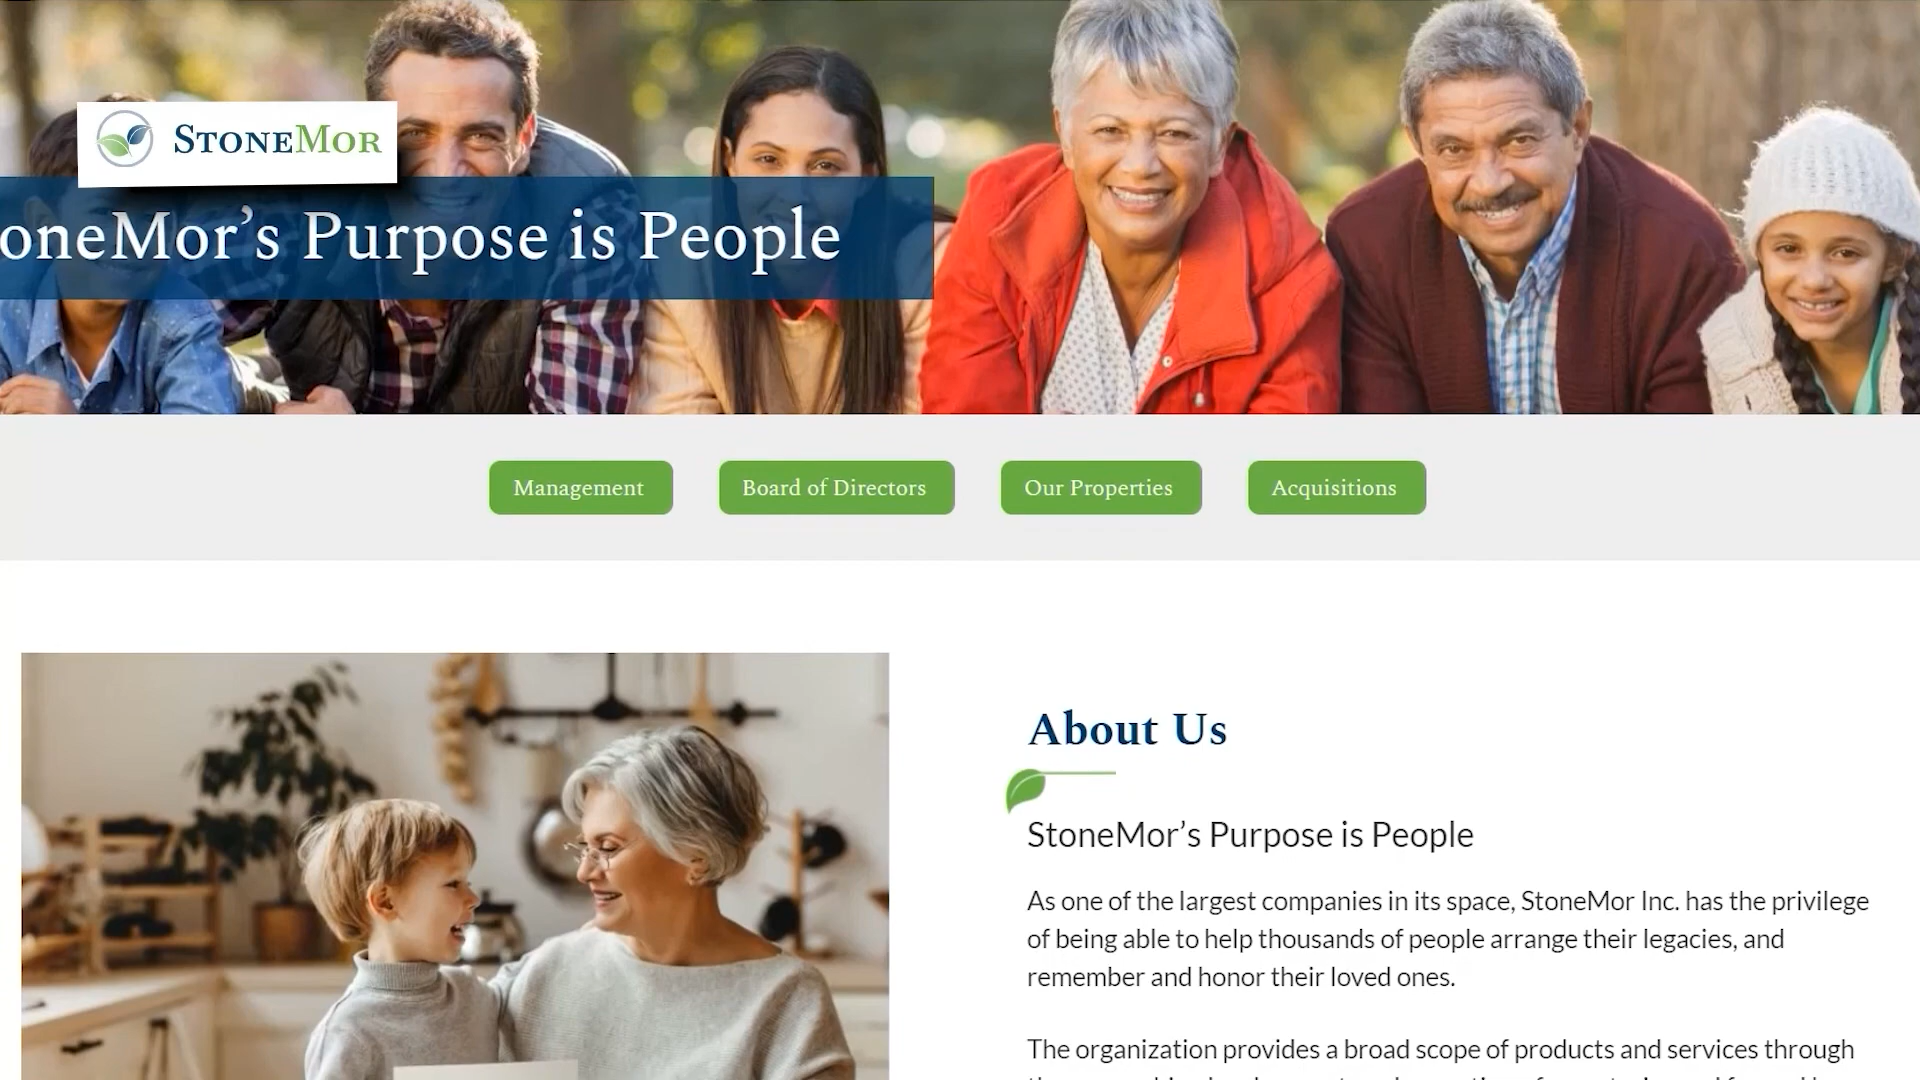 STONEMOR
oneMor’s Purpose is People
Management
Board of Directors
Our Properties
Acquisitions
About Us
StoneMor’s Purpose is People
As one of the largest companies in its space, StoneMor Inc. has the privilege
of being able to help thousands of people arrange their legacies, and
remember and honor their loved ones.
The organization provides a broad scope of products and services through